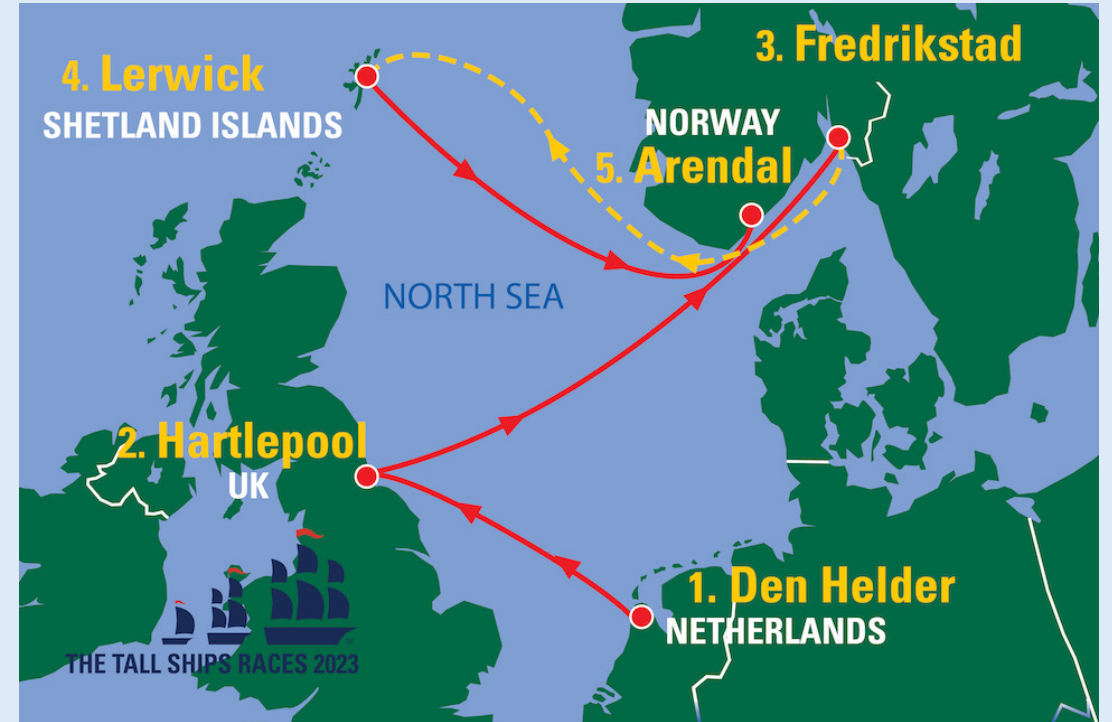 3. Fredrikstad
4. Lerwick
SHETLAND ISLANDS
NORWAY
5. Arendal
NORTH SEA
2. Hartlepool
UK
1. Den Helder
NETHERLANDS
THE TALL SHIPS RACES 2023